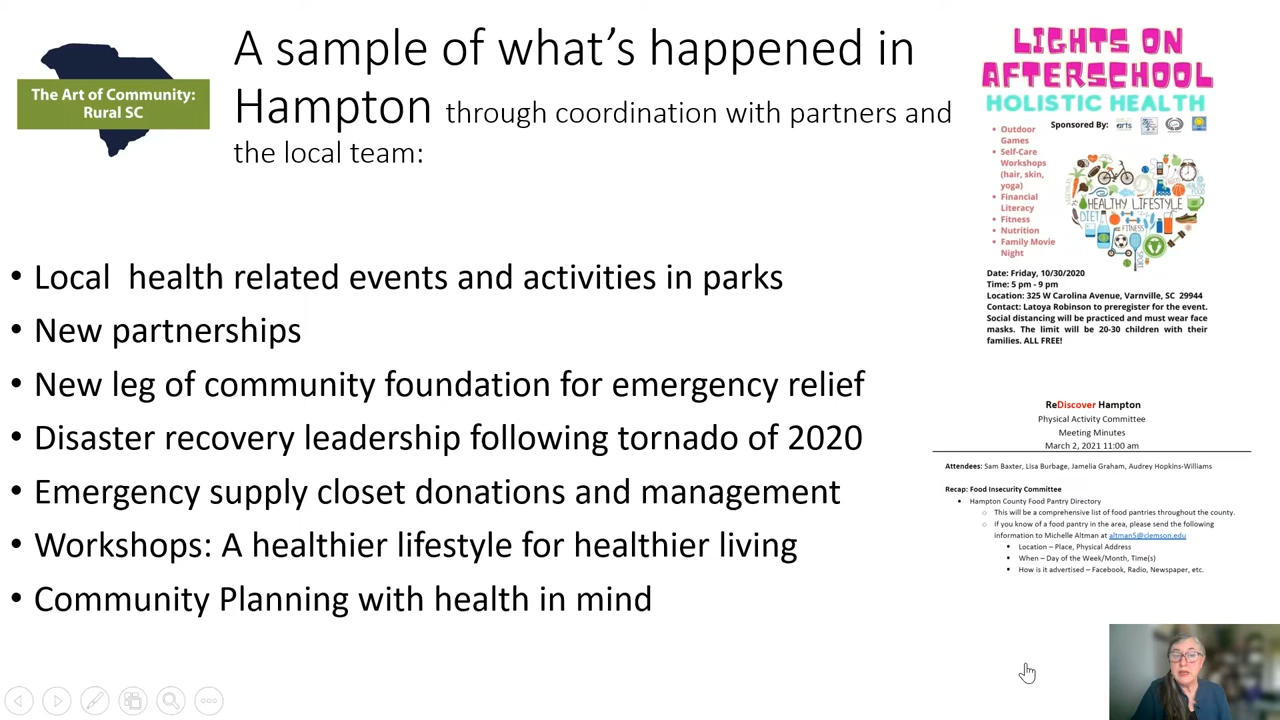 The Art of Community:
Rural SC
A sample of what's happened in
Hampton through coordination with partners and
the local team:
• Local  health related events and activities in parks
• New partnerships
• New leg of community foundation for emergency relief
• Disaster recovery leadership following tornado of 2020
• Emergency supply closet donations and management
• Workshops: A healthier lifestyle for healthier living
• Community Planning with health in mind
LIGHTS ON
AFTERSCHOOL
HOLISTIC HEALTH
Sponsored By:
arts
• Outdoor
Games
• Self-Care
Workshops
(hair, skin,
yoga)
• Financial
Literacy
• Fitness
• Nutrition
• Family Movie
Night
HEALTHY LIFESTYLE
DIET
FITNESS
SPORT
HEALTHY
FOOD
Date: Friday, 10/30/2020
Time: 5 pm - 9 pm
Location: 325 W Carolina Avenue, Varnville, SC 29944
Contact: Latoya Robinson to preregister for the event.
Social distancing will be practiced and must wear face
masks. The limit will be 20-30 children with their
families. ALL FREE!
ReDiscover Hampton
Physical Activity Committee
Meeting Minutes
March 2, 2021 11:00 am
Attendees: Sam Baxter, Lisa Burbage, Jamelia Graham, Audrey Hopkins-Williams
Recap: Food Insecurity Committee
• Hampton County Food Pantry Directory
○ This will be a comprehensive list of food pantries throughout the county.
○ If you know of a food pantry in the area, please send the following
information to Michelle Altman at altman5@clemson.edu
▪ Location – Place, Physical Address
▪ When – Day of the Week/Month, Time(s)
▪ How is it advertised – Facebook, Radio, Newspaper, etc.